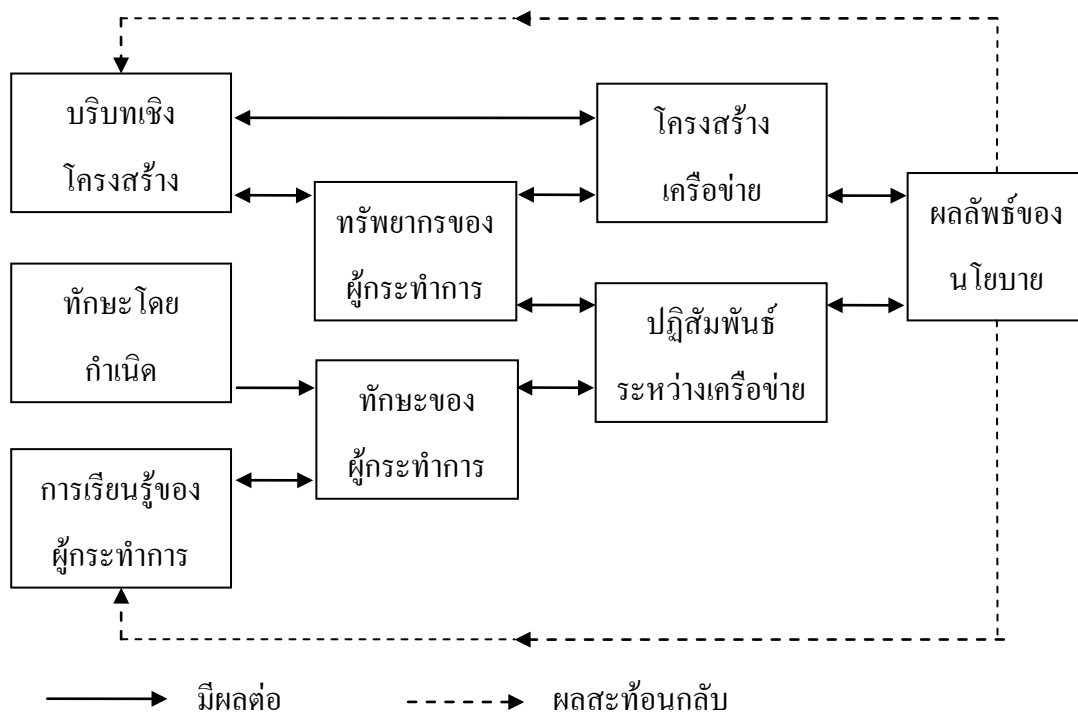 บริบทเชิง
โครงสร้าง
โครงสร้าง
เครือข่าย
ทรัพยากรของ
ผู้กระทำการ
ผลลัพธ์ของ
นโยบาย
ทักษะโดย
กำเนิด
ปฏิสัมพันธ์
ระหว่างเครือข่าย
ทักษะของ
ผู้กระทำการ
การเรียนรู้ของ
ผู้กระทำการ
มีผลต่อ
ผลสะท้อนกลับ